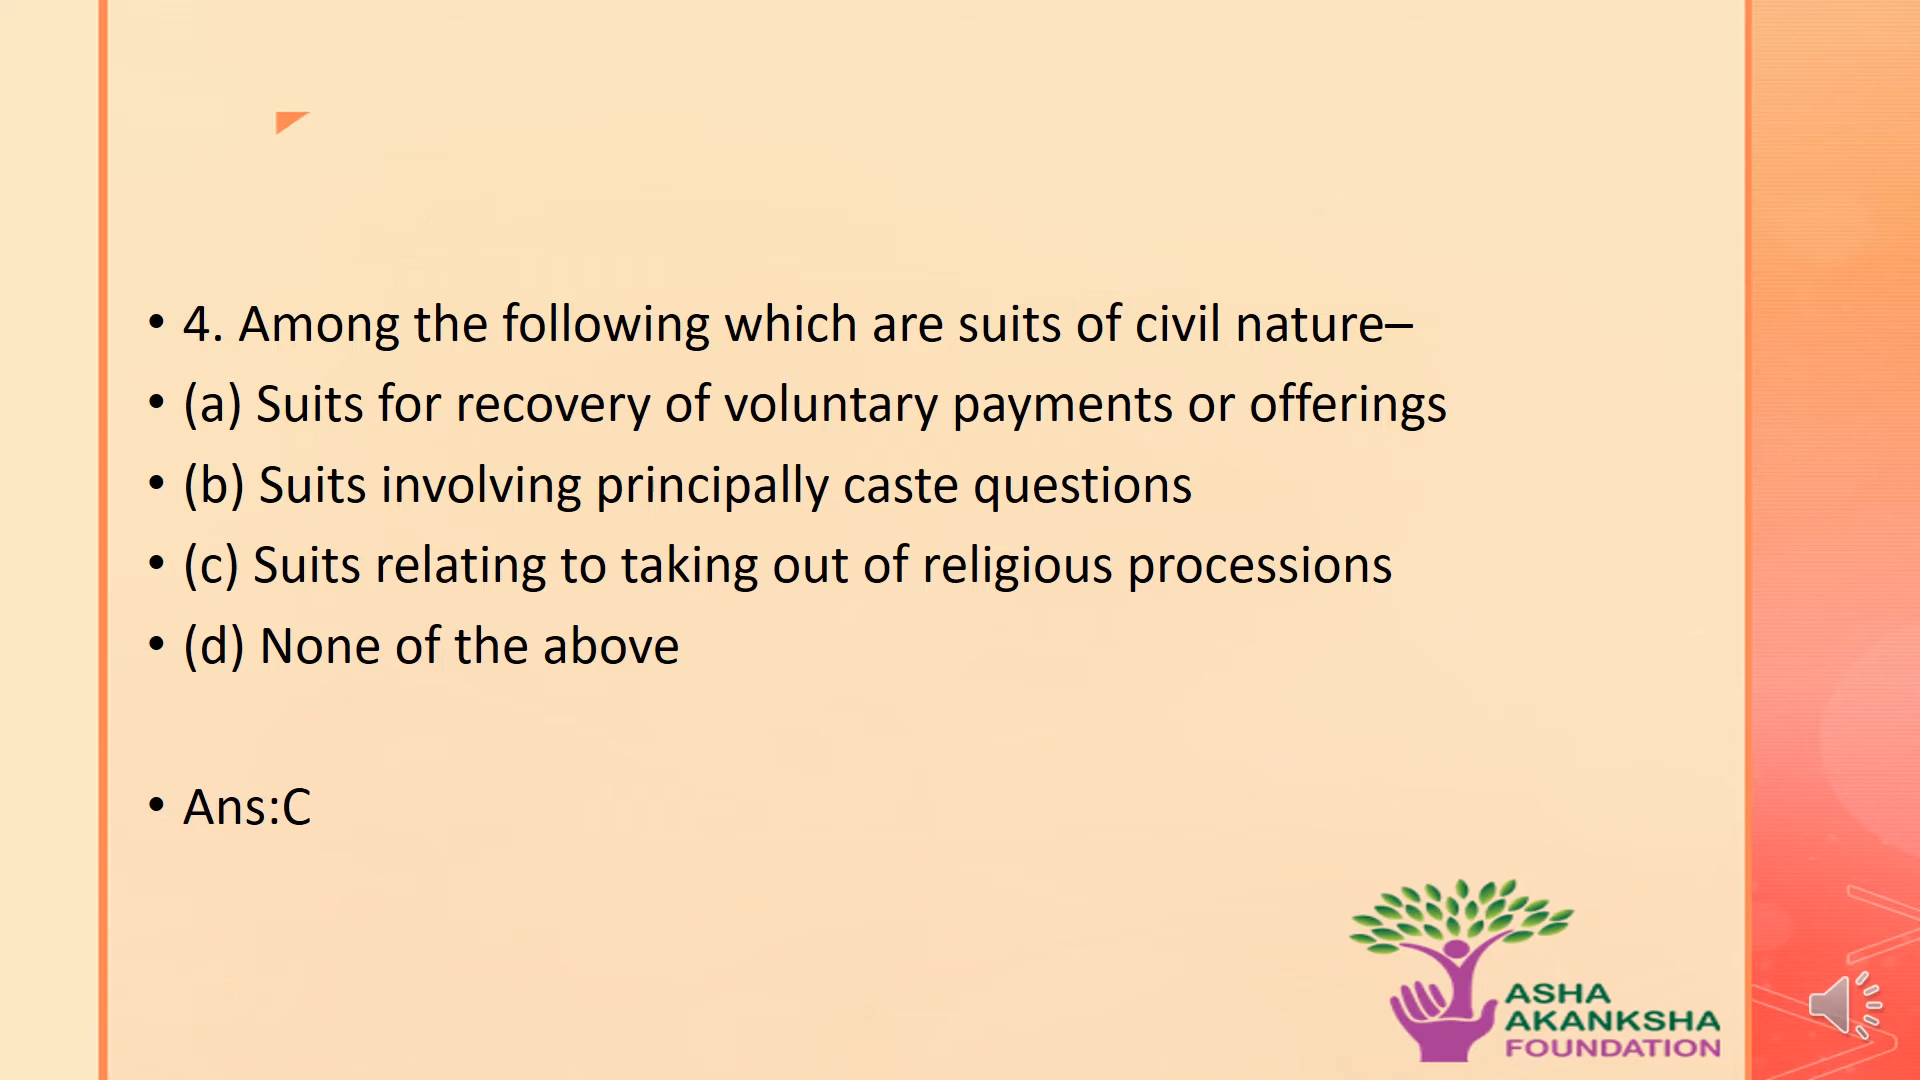 • 4. Among the following which are suits of civil nature–
• (a) Suits for recovery of voluntary payments or offerings
• (b) Suits involving principally caste questions
• (c) Suits relating to taking out of religious processions
• (d) None of the above
• Ans:C
ASHA
AKANKSHA
FOUNDATION